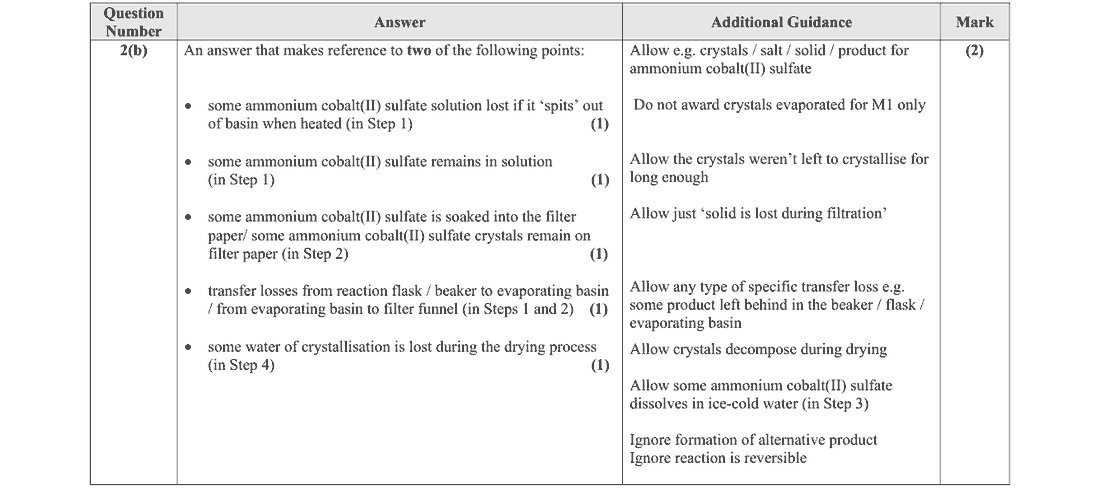 Question Number Answer Additional Guidance Mark
2(b) An answer that makes reference to two of the following points: Allow e.g. crystals / salt / solid / product for (2)
ammonium cobalt(II) sulfate
• some ammonium cobalt(II) sulfate solution lost if it ‘spits’ out Do not award crystals evaporated for M1 only
of basin when heated (in Step 1) (1)
• some ammonium cobalt(II) sulfate remains in solution Allow the crystals weren’t left to crystallise for
(in Step 1) (1) long enough
• some ammonium cobalt(II) sulfate is soaked into the filter Allow just ‘solid is lost during filtration’
paper/ some ammonium cobalt(II) sulfate crystals remain on
filter paper (in Step 2) (1)
• transfer losses from reaction flask / beaker to evaporating basin Allow any type of specific transfer loss e.g.
/ from evaporating basin to filter funnel (in Steps 1 and 2) (1) some product left behind in the beaker / flask /
evaporating basin
• some water of crystallisation is lost during the drying process Allow crystals decompose during drying
(in Step 4) (1)
Allow some ammonium cobalt(II) sulfate
dissolves in ice-cold water (in Step 3)
Ignore formation of alternative product
Ignore reaction is reversible